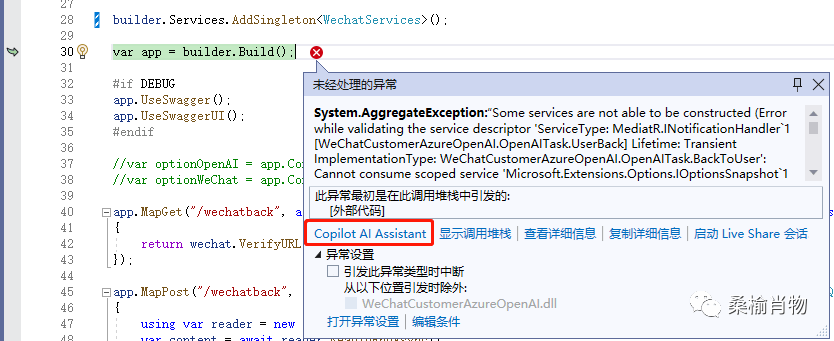 27
28 builder.Services.AddSingleton<WechatServices>();
29
30 var app = builder.Build();
31
32 #if DEBUG
33 app.UseSwagger();
34 app.UseSwaggerUI();
35 #endif
36
37 //var optionOpenAI = app.Con
38 //var optionWeChat = app.Con
39
40 app.MapGet("/wechatback", a
41 {
42 return wechat.VerifyURL
43 });
44
45 app.MapPost("/wechatback",
46 {
47 using var reader = new
未经处理的异常
System.AggregateException:“Some services are not able to be constructed (Error
while validating the service descriptor 'ServiceType: MediatR.INotificationHandler`1
[WeChatCustomerAzureOpenAI.OpenAITask.UserBack] Lifetime: Transient
ImplementationType: WeChatCustomerAzureOpenAI.OpenAITask.BackToUser':
Cannot consume scoped service 'Microsoft.Extensions.Options.IOptionsSnapshot`1
此异常最初是在此调用堆栈中引发的:
[外部代码]
Copilot AI Assistant 显示调用堆栈 查看详细信息 复制详细信息 启动 Live Share 会话
异常设置
引发此异常类型时中断
从以下位置引发时除外:
WeChatCustomerAzureOpenAI.dll
打开异常设置 编辑条件
桑榆肖物